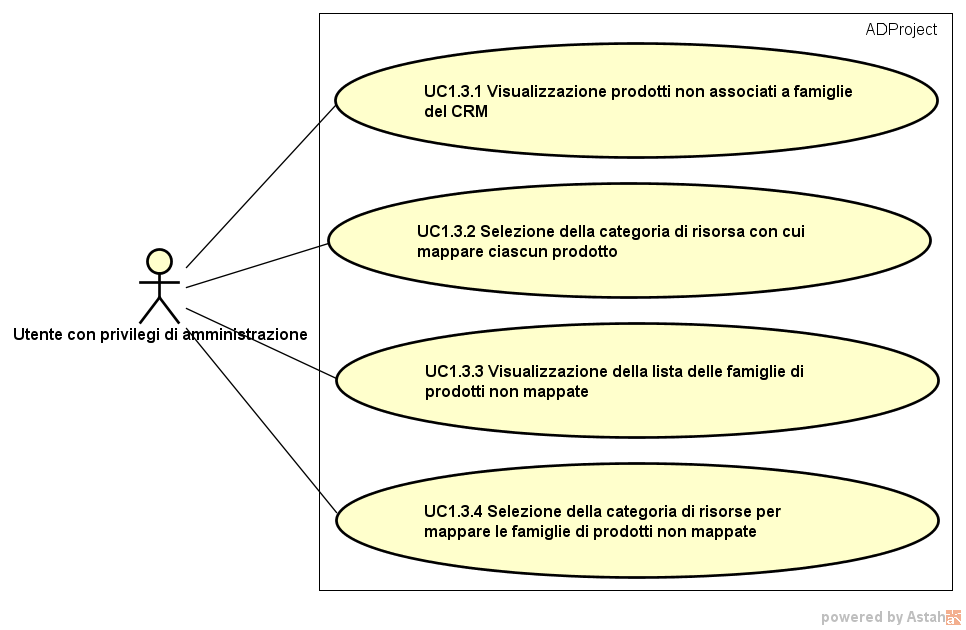 ADProject
UC1.3.1 Visualizzazione prodotti non associati a famiglie
del CRM
UC1.3.2 Selezione della categoria di risorsa con cui
mappare ciascun prodotto
Utente con privilegi di amministrazione
UC1.3.3 Visualizzazione della lista delle famiglie di
prodotti non mappate
UC1.3.4 Selezione della categoria di risorse per
mappare le famiglie di prodotti non mappate
powered by Astah